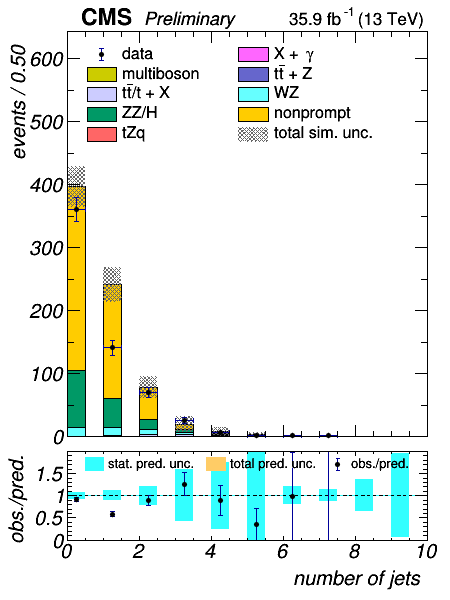 CMS Preliminary 35.9 fb⁻¹ (13 TeV)
events / 0.50
600
500
400
300
200
100
0
data
multiboson
tt̄/t + X
ZZ/H
tZ̄q
X + γ
tt̄ + Z
WZ
nonprompt
total sim. unc.
obs./pred.
1.5
1
0.5
0
stat. pred. unc. total pred. unc. obs./pred.
0 2 4 6 8 10
number of jets